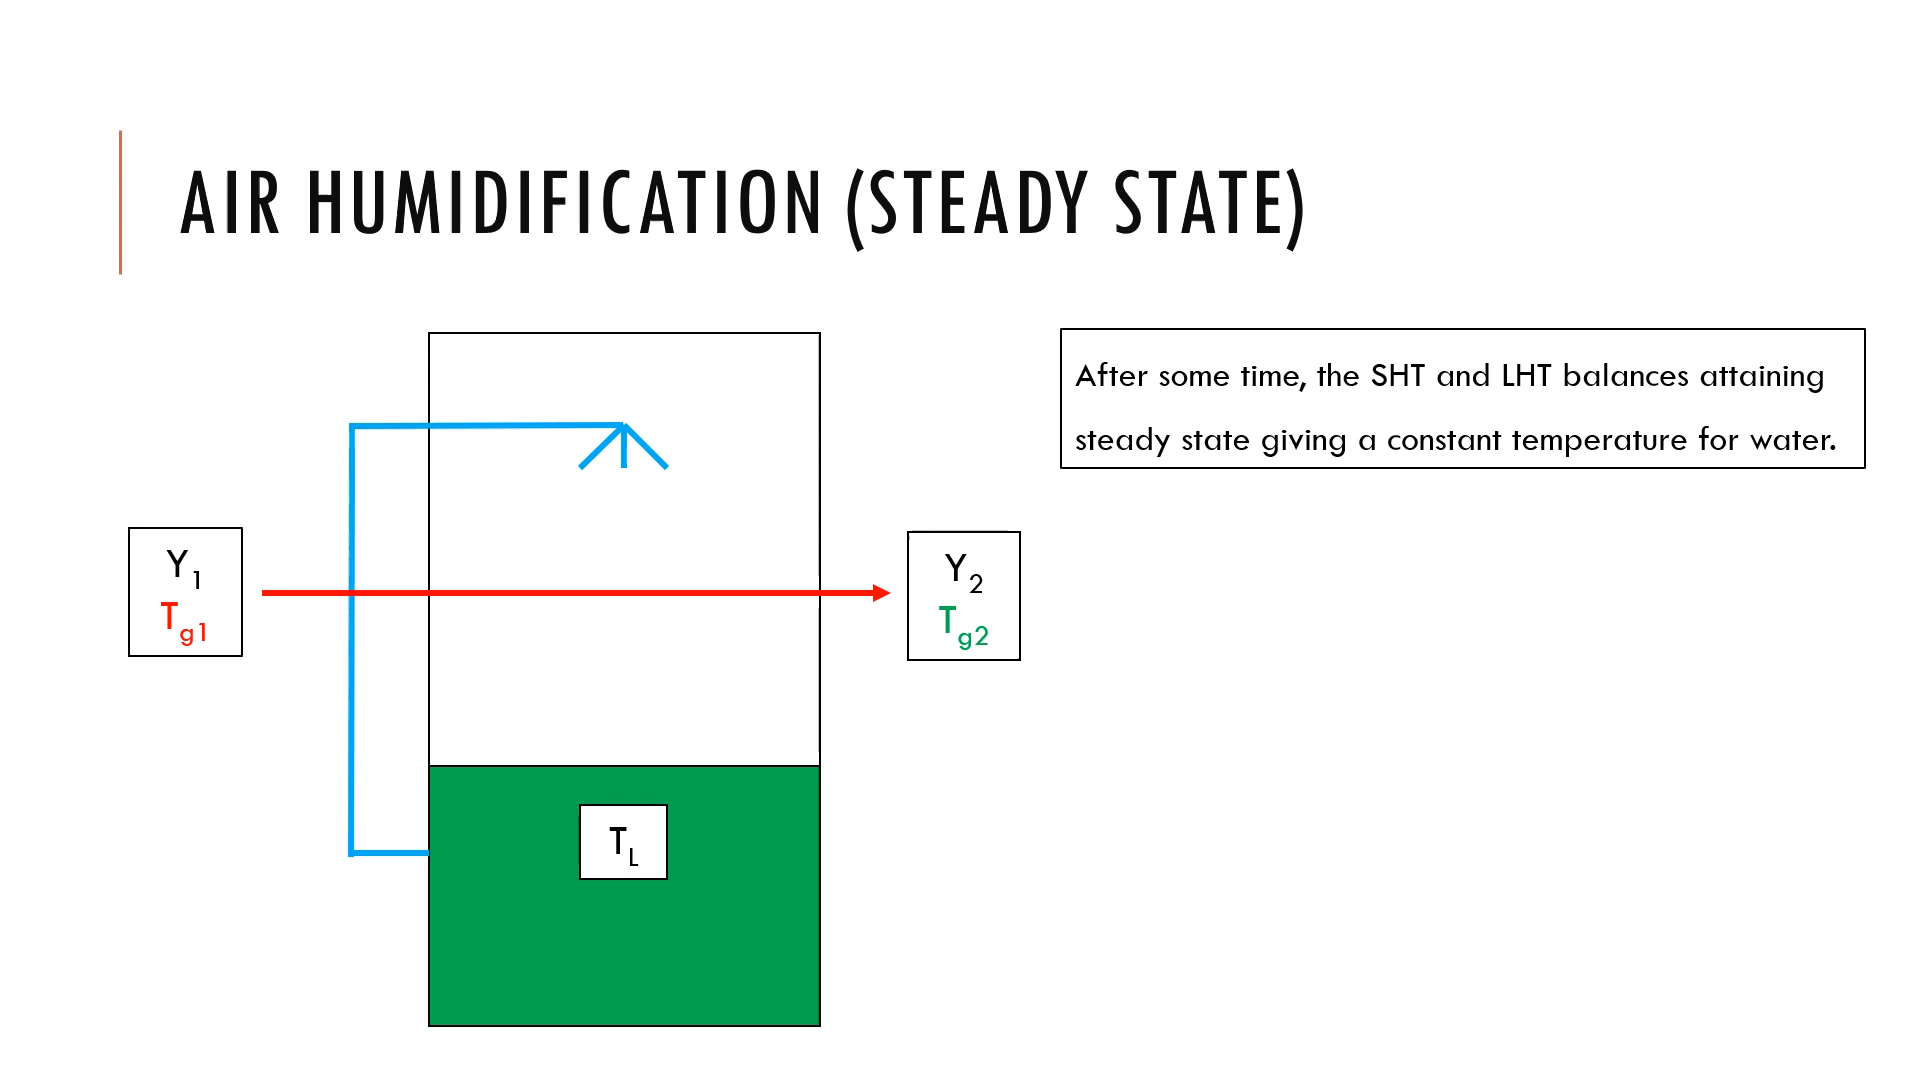 AIR HUMIDIFICATION (STEADY STATE)
After some time, the SHT and LHT balances attaining
steady state giving a constant temperature for water.
Y1
Tg1
Y2
Tg2
TL